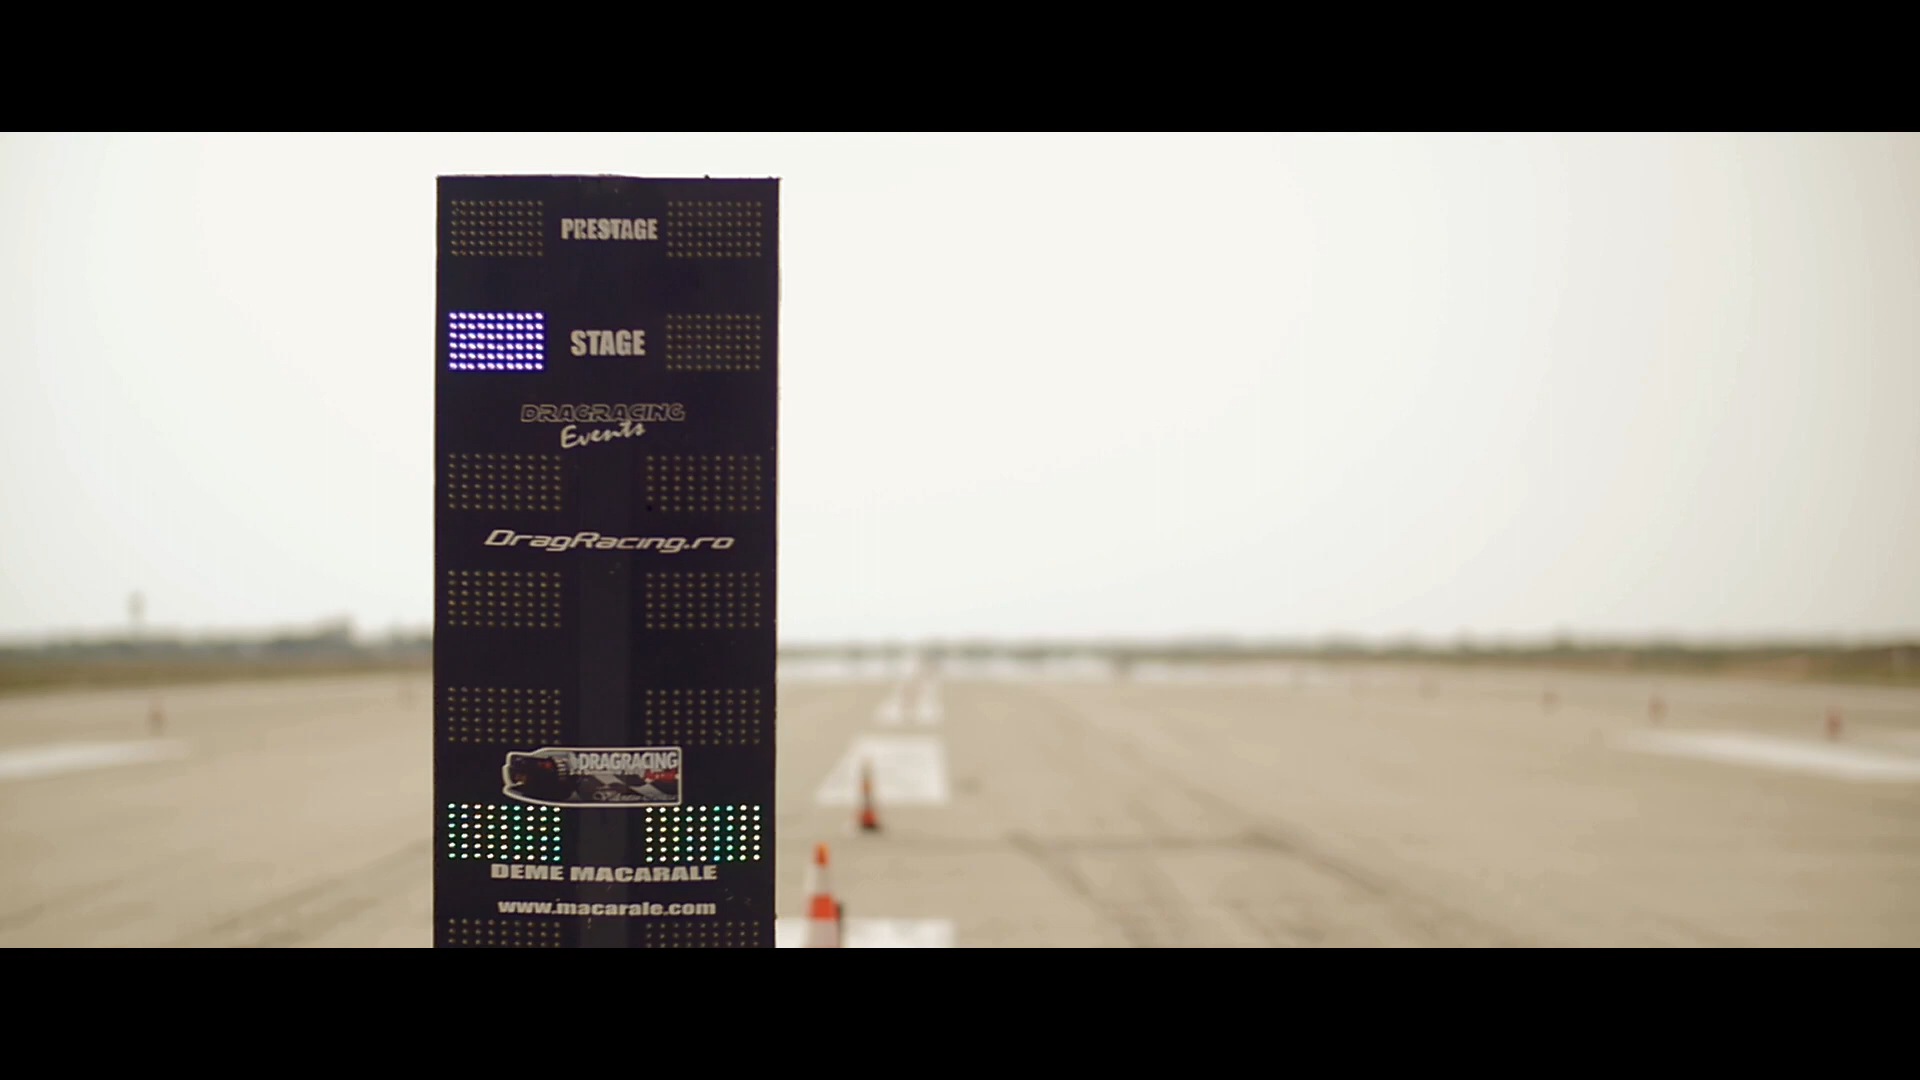 PRESTAGE
STAGE
DRAGRACING
Events
DragRacing.ro
DRAGRACING
DEME MACARALE
www.macarale.com